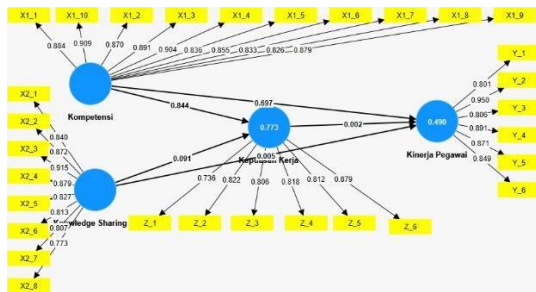 X1_1 X1_10 X1_2 X1_3 X1_4 X1_5 X1_6 X1_7 X1_8 X1_9
0.884 0.909 0.870 0.891 0.904 0.836 0.855 0.833 0.826 0.879
Kompetensi
X2_1
X2_2
X2_3
X2_4
X2_5
X2_6
X2_7
X2_8
0.840
0.872
0.915
0.879
0.827
0.813
0.807
0.773
Knowledge Sharing
0.844
0.697
0.091
0.005
0.002
0.773
Kepuasan Kerja
0.736 0.822 0.806 0.818 0.812 0.879
Z_1 Z_2 Z_3 Z_4 Z_5 Z_6
0.490
Kinerja Pegawai
0.801
0.950
0.806
0.891
0.871
0.849
Y_1
Y_2
Y_3
Y_4
Y_5
Y_6